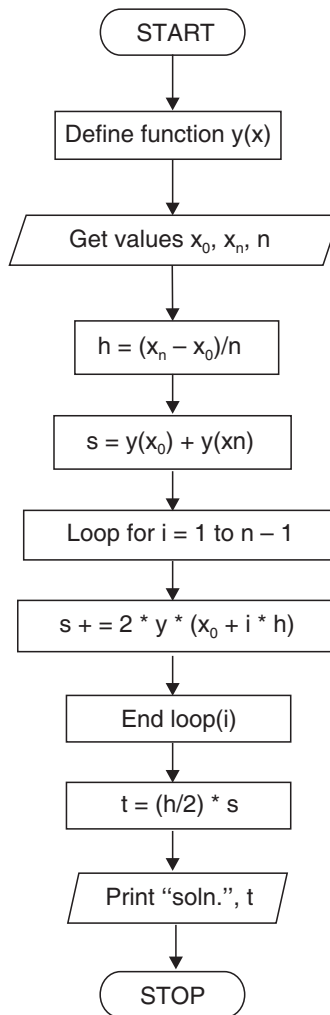 START
Define function y(x)
Get values x₀, xₙ, n
h = (xₙ – x₀)/n
s = y(x₀) + y(xn)
Loop for i = 1 to n – 1
s + = 2 * y * (x₀ + i * h)
End loop(i)
t = (h/2) * s
Print “soln.”, t
STOP